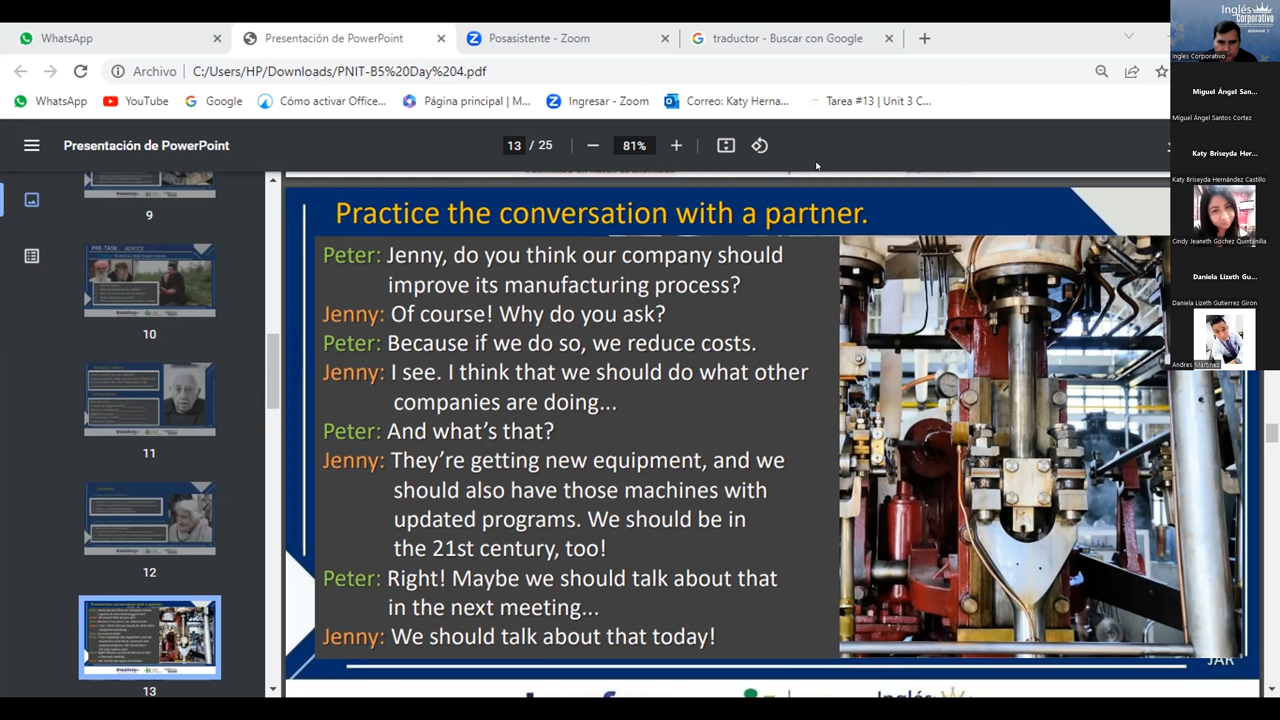 WhatsApp
Presentación de PowerPoint
Posasistente - Zoom
traductor - Buscar con Google
Archivo
C:/Users/HP/Downloads/PNIT-B5%20Day%204.pdf
WhatsApp
YouTube
Google
Cómo activar Office...
Página principal | M...
Ingresar - Zoom
Correo: Katy Herna...
Tarea #13 | Unit 3 C...
Presentación de PowerPoint
13 / 25
81%
9
PRE-TASK: ADVICE
10
11
12
13
Practice the conversation with a partner.
Peter: Jenny, do you think our company should
improve its manufacturing process?
Jenny: Of course! Why do you ask?
Peter: Because if we do so, we reduce costs.
Jenny: I see. I think that we should do what other
companies are doing...
Peter: And what's that?
Jenny: They're getting new equipment, and we
should also have those machines with
updated programs. We should be in
the 21st century, too!
Peter: Right! Maybe we should talk about that
in the next meeting...
Jenny: We should talk about that today!
JAR
Inglés
Inglés
Corporativo
Ingles Corporativo
Miguel Ángel San...
Miguel Ángel Santos Cortez
Katy Briseyda Her...
Katy Briseyda Hernández Castillo
Cindy Jeaneth Gochez Quintanilla
Daniela Lizeth Gu...
Daniela Lizeth Gutierrez Giron
Andres Martinez